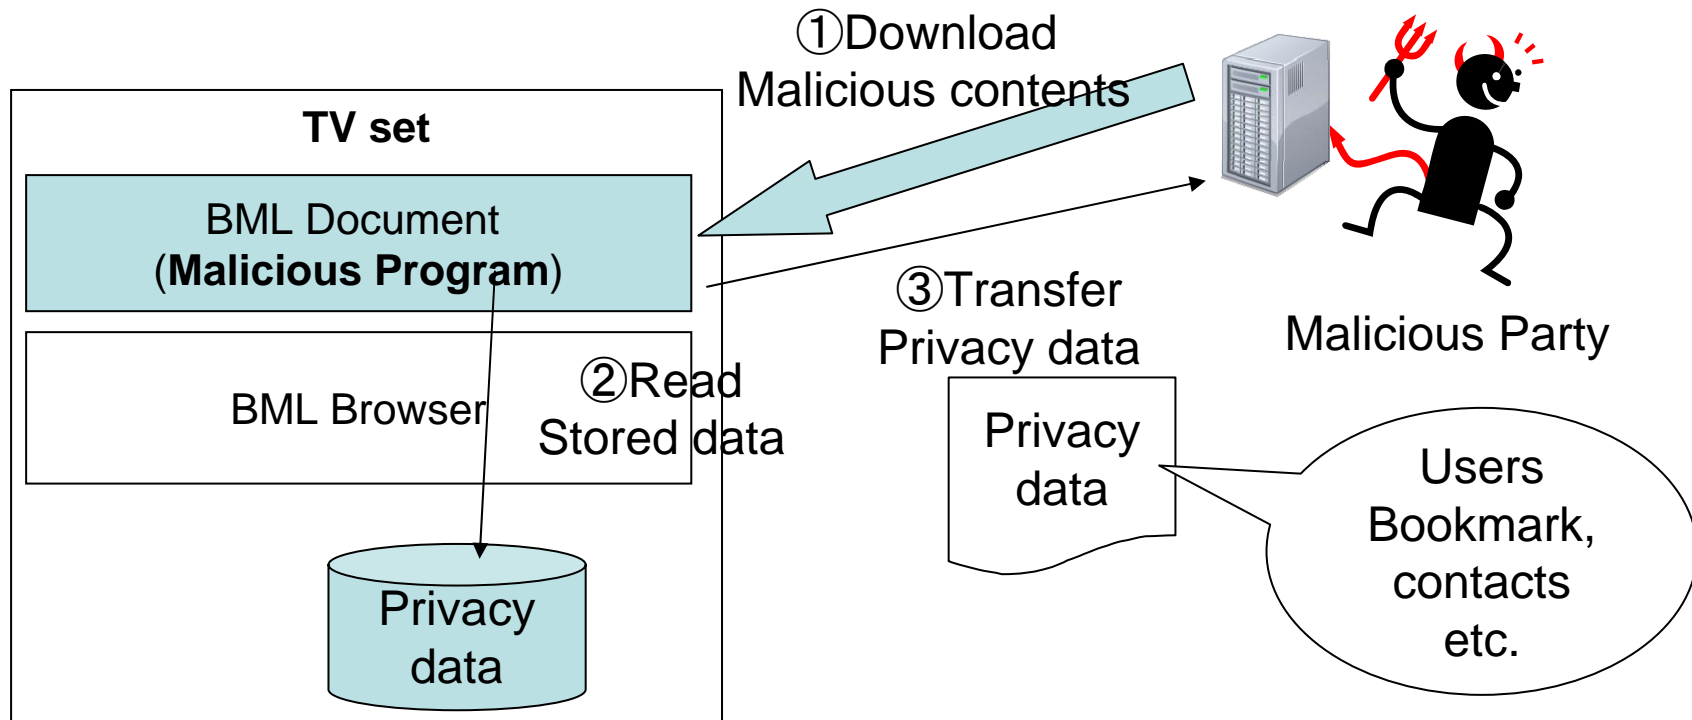 ①Download
Malicious contents
TV set
BML Document
(Malicious Program)
③Transfer
Privacy data
Malicious Party
②Read
Stored data
BML Browser
Privacy
data
Users
Bookmark,
contacts
etc.
Privacy
data